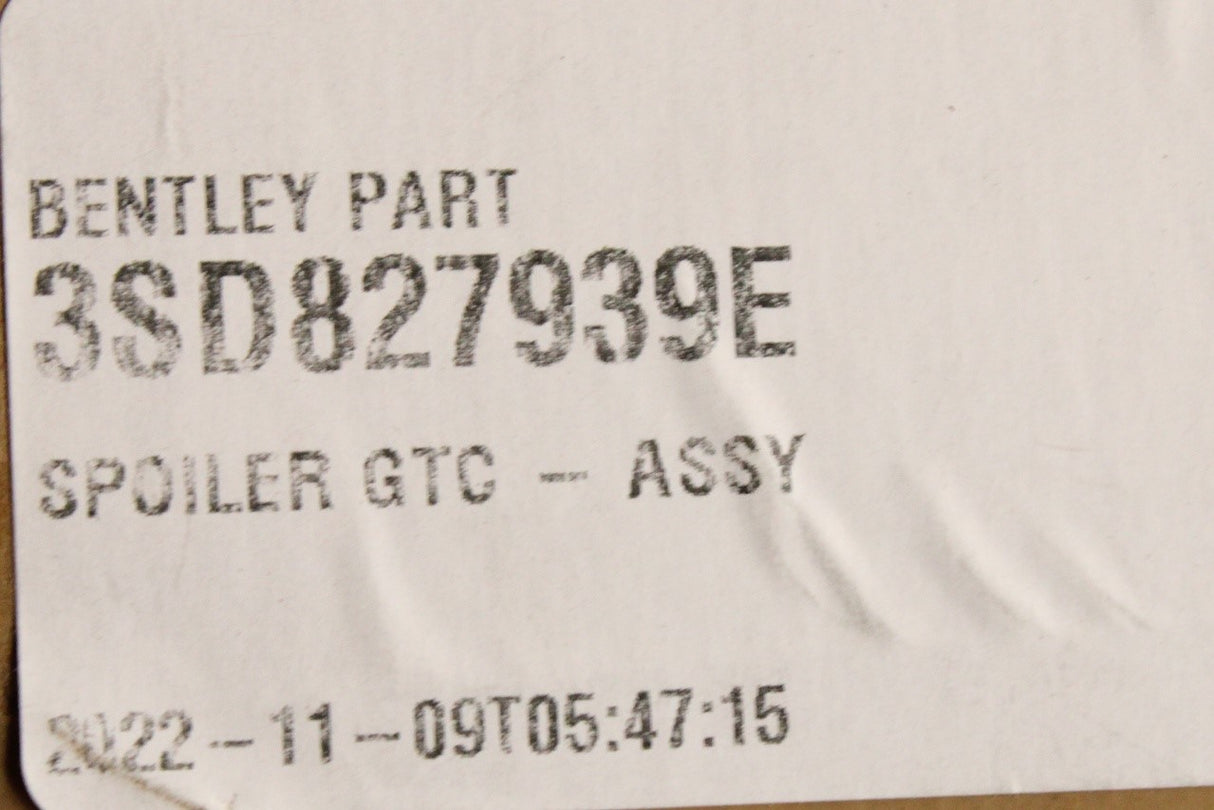 BENTLEY PART
3SD827939E
SPOILER GTC - ASSY
2022-11-09T05:47:15